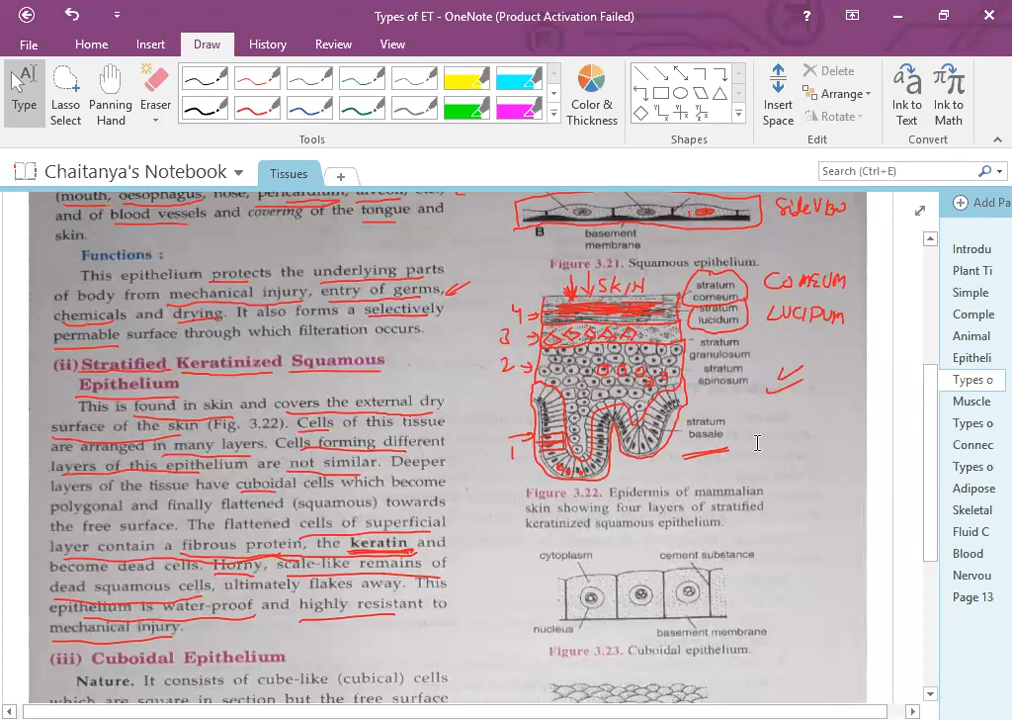 Types of ET - OneNote (Product Activation Failed)
?
File
Home
Insert
Draw
History
Review
View
Type
Lasso Select
Panning Hand
Eraser
Tools
Color & Thickness
Shapes
Insert Space
Delete
Arrange
Rotate
Edit
Ink to Text
Ink to Math
Convert
Chaitanya's Notebook
Tissues
Search (Ctrl+E)
Add Pa
Introdu
Plant Ti
Simple
Comple
Animal
Epitheli
Types o
Muscle
Types o
Connec
Types o
Adipose
Skeletal
Fluid C
Blood
Nervou
Page 13
(mouth, oesophagus, nose, pericardium, alveoli, etc)
and of blood vessels and covering of the tongue and
skin.
Functions :
This epithelium protects the underlying parts
of body from mechanical injury, entry of germs,
chemicals and drying. It also forms a selectively
permeable surface through which filteration occurs.
(ii) Stratified Keratinized Squamous
Epithelium
This is found in skin and covers the external dry
surface of the skin (Fig. 3.22). Cells of this tissue
are arranged in many layers. Cells forming different
layers of this epithelium are not similar. Deeper
layers of the tissue have cuboidal cells which become
polygonal and finally flattened (squamous) towards
the free surface. The flattened cells of superficial
layer contain a fibrous protein, the keratin and
become dead cells. Horny, scale-like remains of
dead squamous cells, ultimately flakes away. This
epithelium is water-proof and highly resistant to
mechanical injury.
(iii) Cuboidal Epithelium
Nature. It consists of cube-like (cubical) cells
which are square in section but the free surface
Side View
B
basement
membrane
Figure 3.21. Squamous epithelium.
SKIN
stratum
corneum
CORNEUM
stratum
lucidum
LUCIDUM
4
3
2
1
stratum
granulosum
stratum
spinosum
stratum
basale
Figure 3.22. Epidermis of mammalian
skin showing four layers of stratified
keratinized squamous epithelium.
cytoplasm
cement substance
nucleus
basement membrane
Figure 3.23. Cuboidal epithelium.